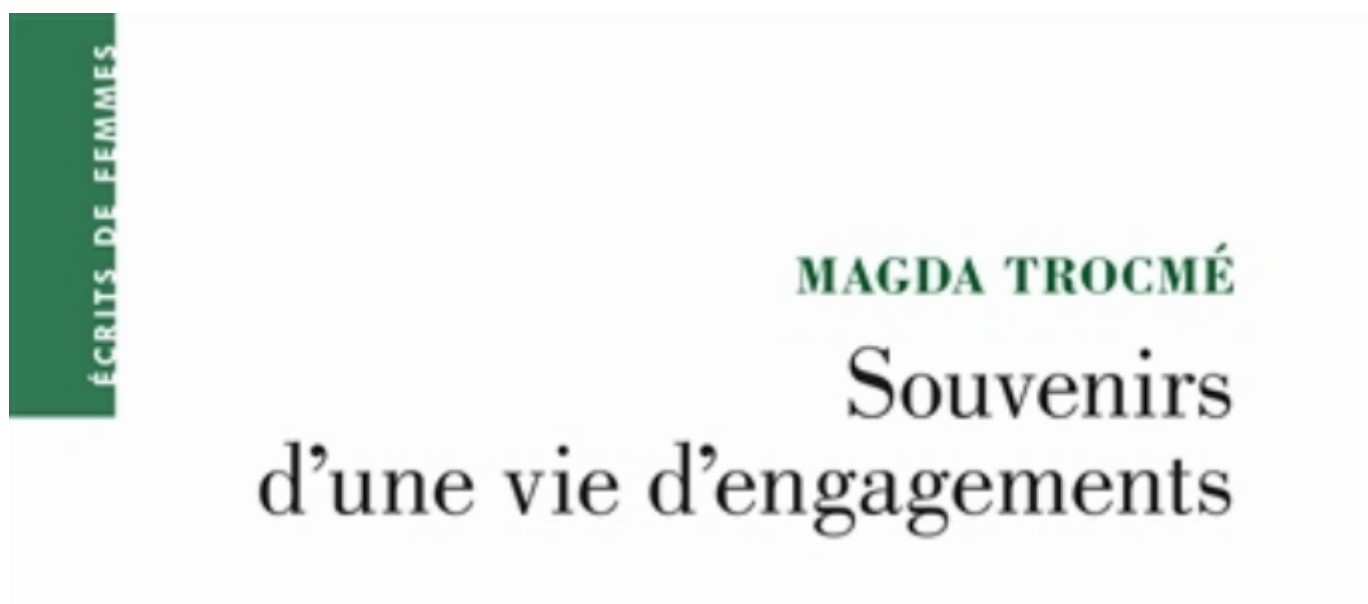 ÉCRITS DE FEMMES
MAGDA TROCMÉ
Souvenirs
d’une vie d’engagements